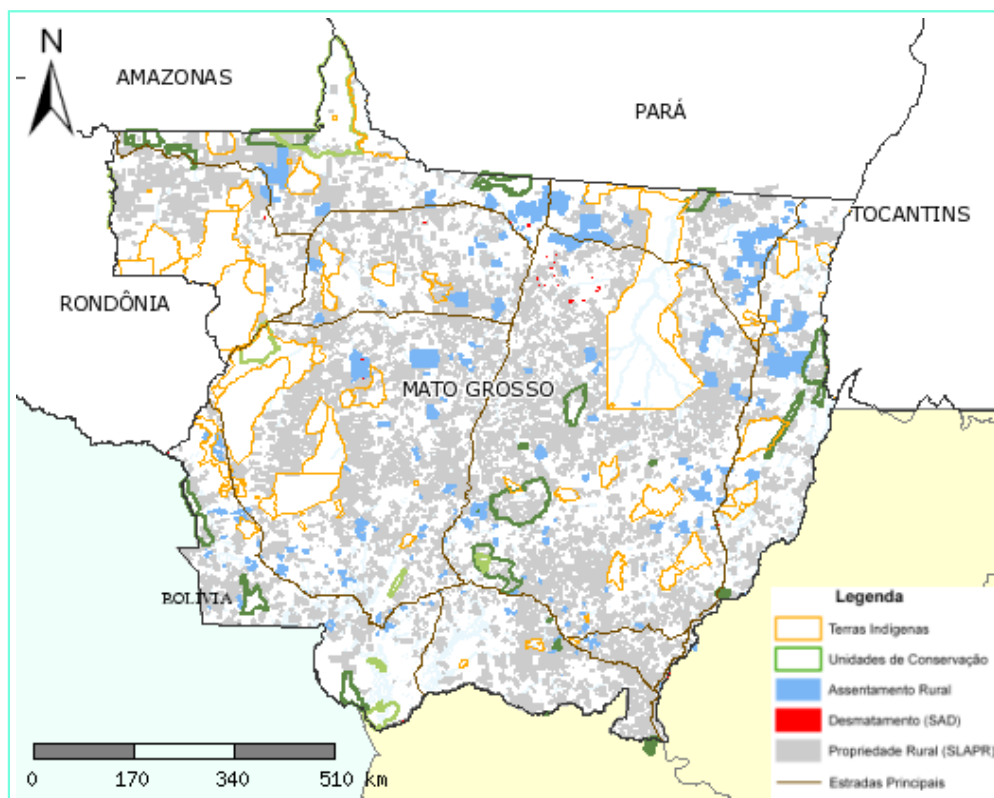 N
AMAZONAS
PARÁ
TOCANTINS
RONDÔNIA
MATO GROSSO
BOLIVIA
Legenda
Terras Indígenas
Unidades de Conservação
Assentamento Rural
Desmatamento (SAD)
Propriedade Rural (SLAPR)
Estradas Principais
0 170 340 510 km